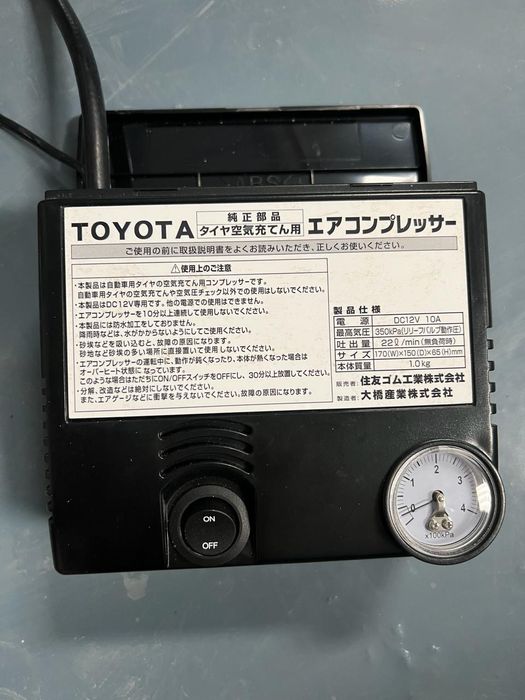 TOYOTA 純正部品 タイヤ空気充てん用 エアコンプレッサー
ご使用の前に取扱説明書をよくお読みいただき、正しくお使いください。
⚠使用上のご注意
・本製品は自動車用タイヤの空気充てん用コンプレッサーです。
自動車用タイヤの空気充てんや空気圧チェック以外での使用はしないでください。
・本製品はDC12V専用です。他の電源での使用はできません。
・エアコンプレッサーを10分以上連続して使用しないでください。
・本製品には防水加工をしておりません。
降雨時などは、水がかからないようにしてご使用ください。
・砂埃などを吸い込むと、故障の原因になります。
砂地など砂埃の多い場所に直接置いて使用しないでください。
・エアコンプレッサーの運転中に、動作が弱くなったり、本体が熱くなった場合は
オーバーヒート状態になっています。
このような場合はただちにON/OFFスイッチをOFFにし、30分以上放置してください。
・分解、改造などは絶対にしないでください。故障の原因になります。
また、エアゲージなどに衝撃を与えないでください。故障の原因になります。
製品仕様
電源 DC12V 10A
最高気圧 350kPa(リリーフバルブ動作圧)
吐出量 22ℓ/min(無負荷時)
サイズ 170(W)×150(D)×65(H)mm
本体質量 1.0kg
販売者: 住友ゴム工業株式会社
製造者: 大橋産業株式会社
ON
OFF
0 1 2 3 4
x100kPa